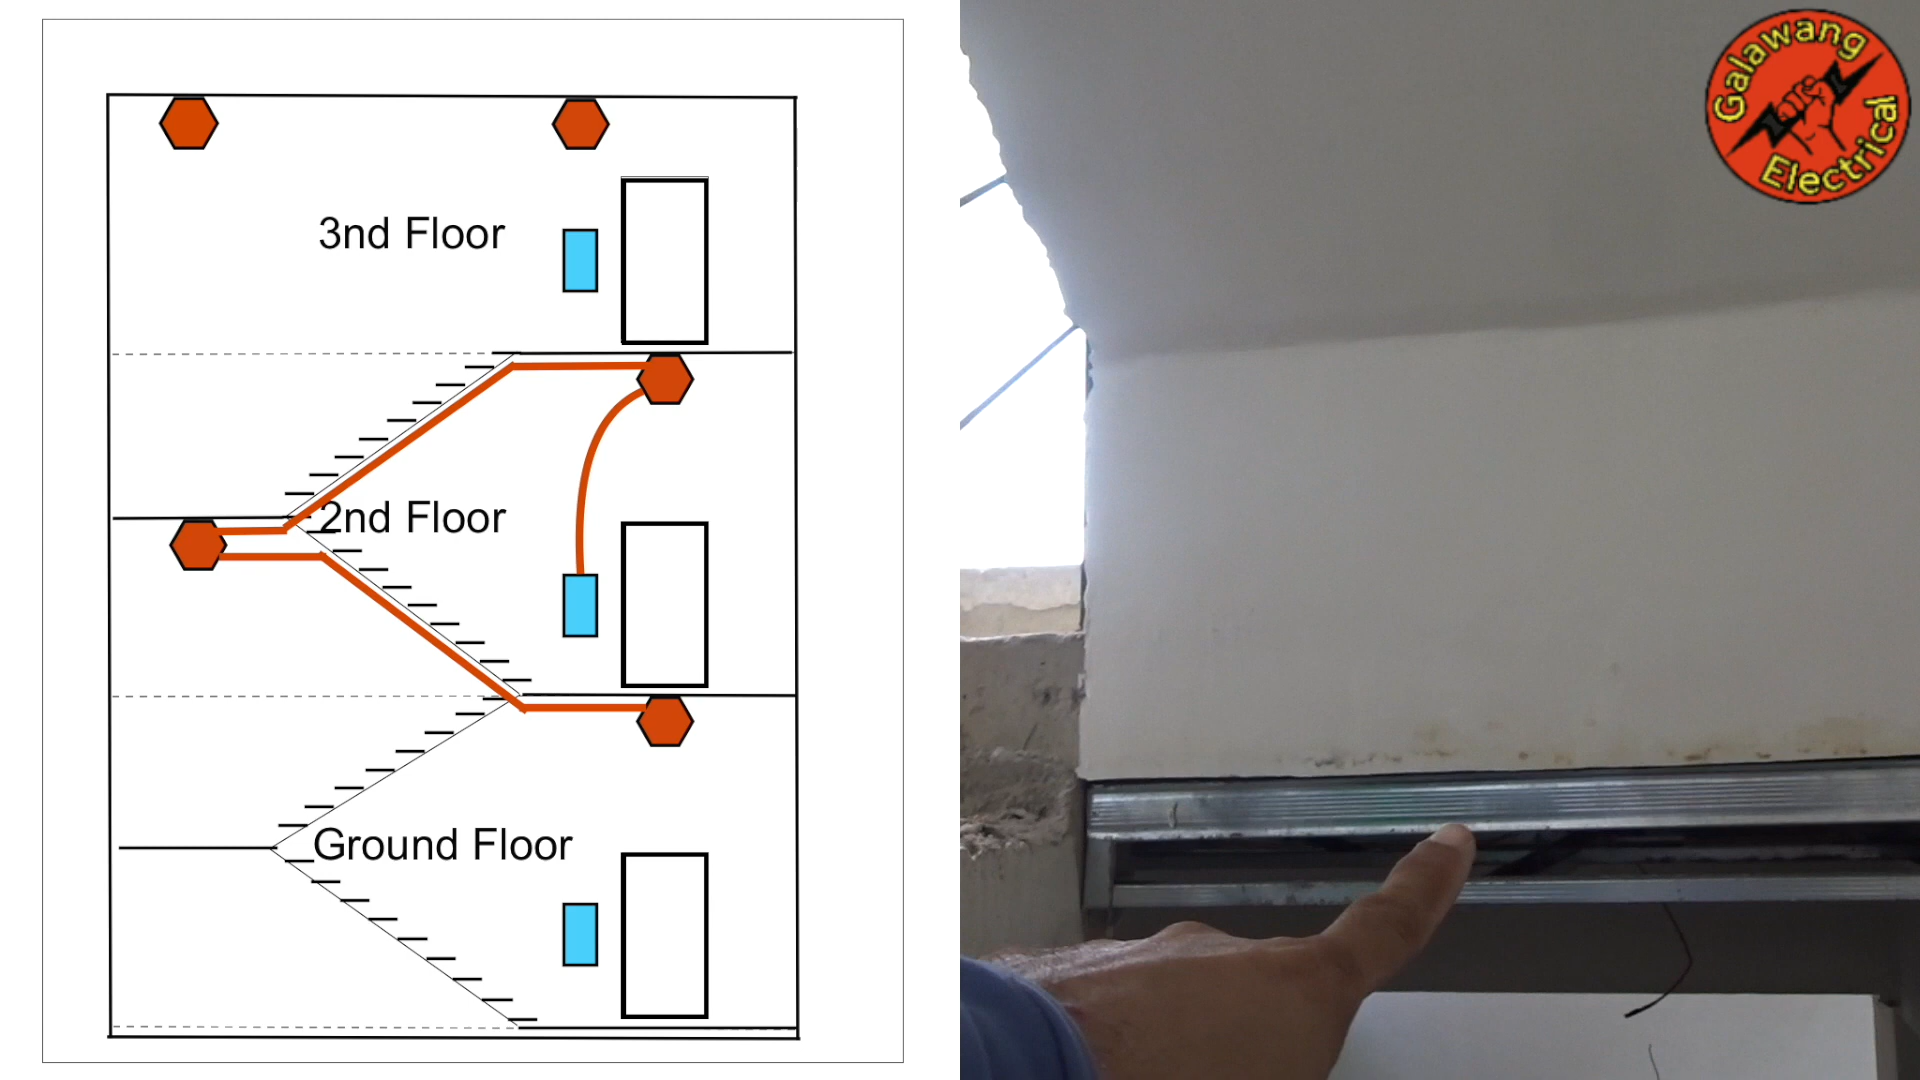 3nd Floor
2nd Floor
Ground Floor
Galawang
Electrical